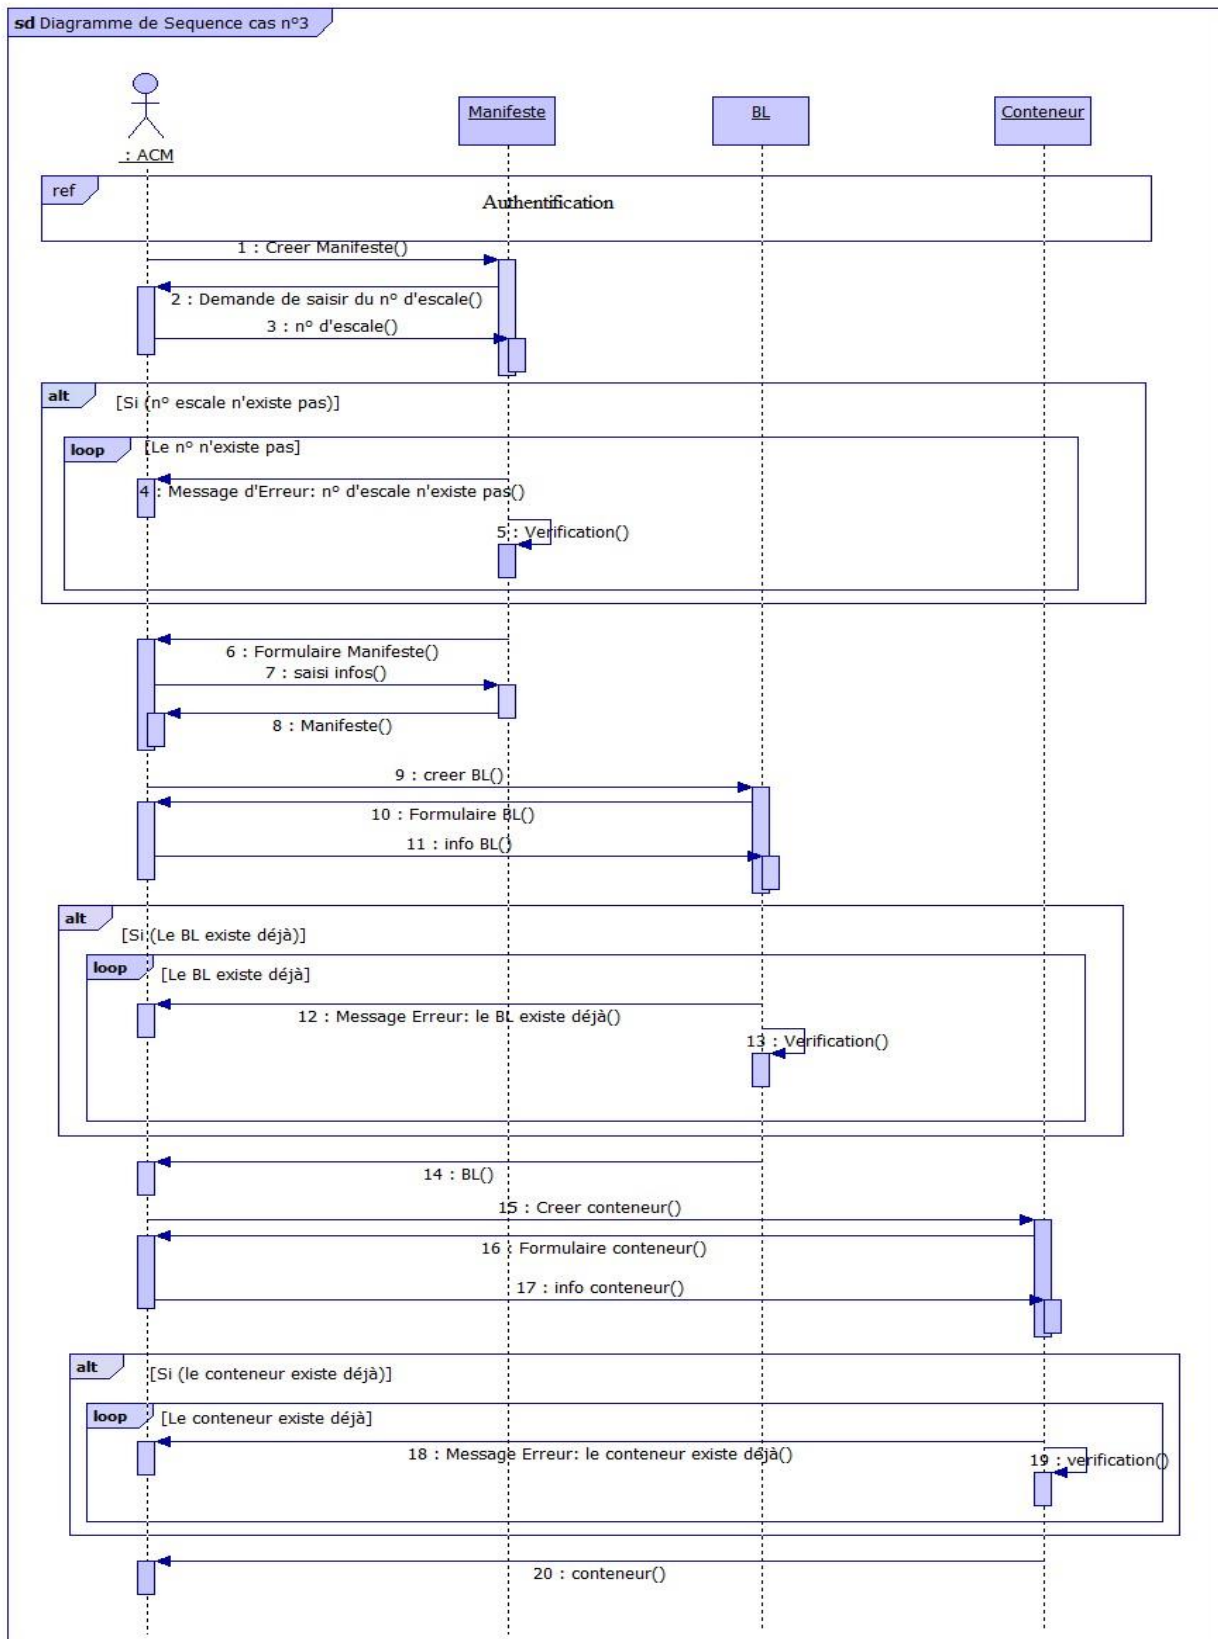 sd Diagramme de Sequence cas n°3
: ACM
Manifeste
BL
Conteneur
ref
Authentification
1 : Creer Manifeste()
2 : Demande de saisir du n° d'escale()
3 : n° d'escale()
alt
[Si (n° escale n'existe pas)]
loop
[Le n° n'existe pas]
4 : Message d'Erreur: n° d'escale n'existe pas()
5 : Verification()
6 : Formulaire Manifeste()
7 : saisi infos()
8 : Manifeste()
9 : creer BL()
10 : Formulaire BL()
11 : info BL()
alt
[Si (Le BL existe déjà)]
loop
[Le BL existe déjà]
12 : Message Erreur: le BL existe déjà()
13 : Verification()
14 : BL()
15 : Creer conteneur()
16 : Formulaire conteneur()
17 : info conteneur()
alt
[Si (le conteneur existe déjà)]
loop
[Le conteneur existe déjà]
18 : Message Erreur: le conteneur existe déjà()
19 : verification()
20 : conteneur()